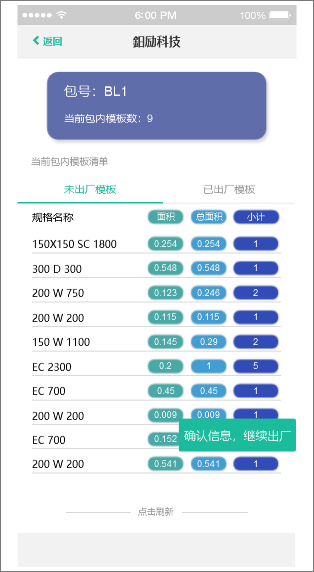 6:00 PM 100%
返回 鉬励科技
包号：BL1
当前包内模板数：9
当前包内模板清单
未出厂模板 已出厂模板
规格名称 面积 总面积 小计
150X150 SC 1800 0.254 0.254 1
300 D 300 0.548 0.548 1
200 W 750 0.123 0.246 2
200 W 200 0.115 0.115 1
150 W 1100 0.145 0.29 2
EC 2300 0.2 1 5
EC 700 0.45 0.45 1
200 W 200 0.009 0.009 1
EC 700 0.152
确认信息，继续出厂
200 W 200 0.541 0.541 1
点击刷新